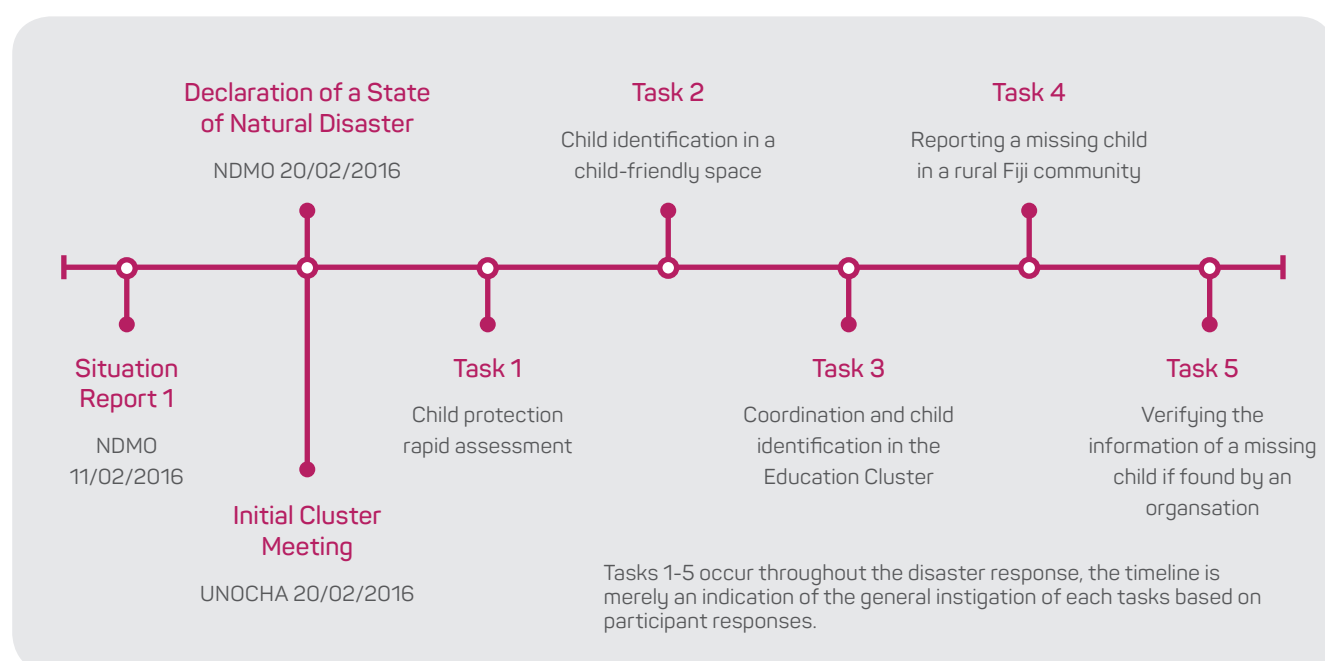 Declaration of a State
of Natural Disaster
NDMO 20/02/2016
Task 2
Child identification in a
child-friendly space
Task 4
Reporting a missing child
in a rural Fiji community
Situation
Report 1
NDMO
11/02/2016
Initial Cluster
Meeting
UNOCHA 20/02/2016
Task 1
Child protection
rapid assessment
Task 3
Coordination and child
identification in the
Education Cluster
Task 5
Verifying the
information of a missing
child if found by an
organsation
Tasks 1-5 occur throughout the disaster response, the timeline is
merely an indication of the general instigation of each tasks based on
participant responses.